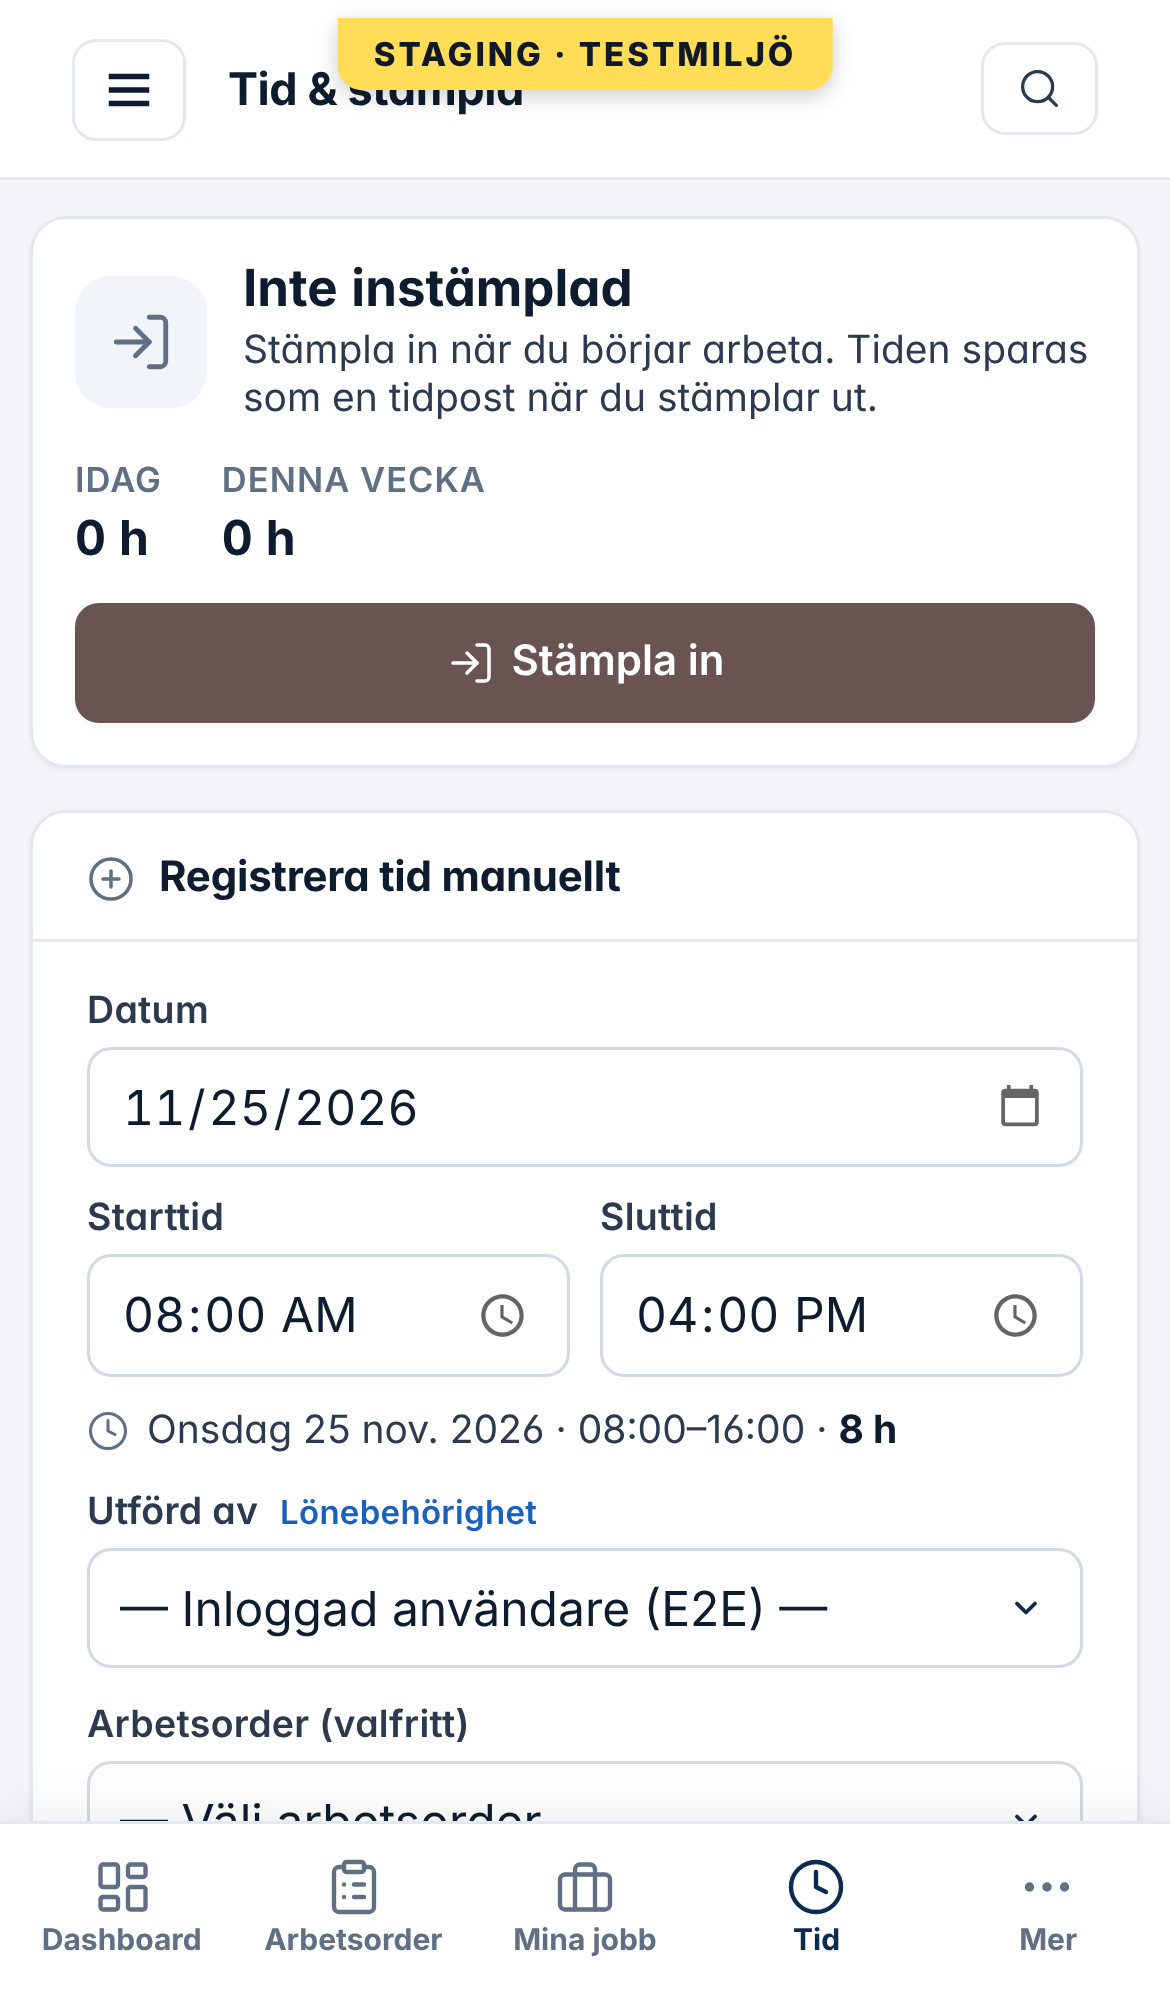 STAGING · TESTMILJÖ
Tid & stämpla
Inte instämplad
Stämpla in när du börjar arbeta. Tiden sparas
som en tidpost när du stämplar ut.
IDAG DENNA VECKA
0 h 0 h
Stämpla in
Registrera tid manuellt
Datum
11/25/2026
Starttid Sluttid
08:00 AM 04:00 PM
Onsdag 25 nov. 2026 · 08:00–16:00 · 8 h
Utförd av Lönebehörighet
— Inloggad användare (E2E) —
Arbetsorder (valfritt)
— Välj arbetsorder
Dashboard Arbetsorder Mina jobb Tid Mer